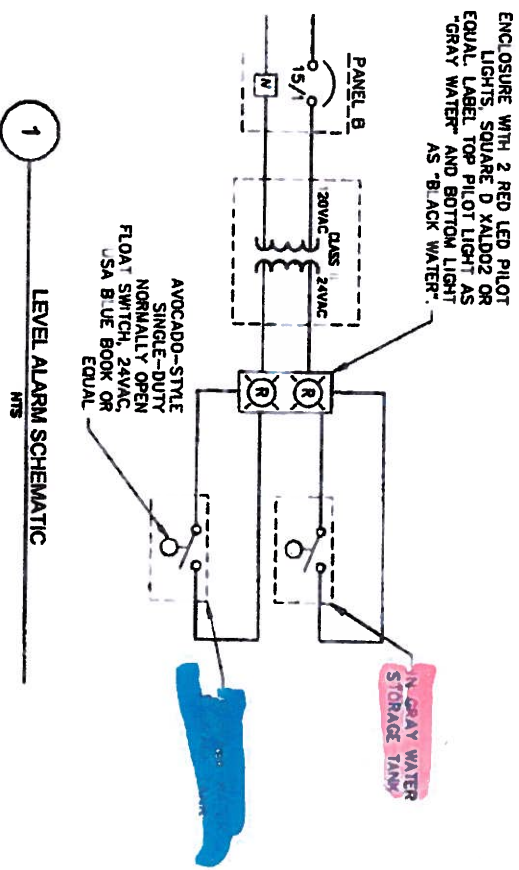 ENCLOSURE WITH 2 RED LED PILOT
LIGHTS, SQUARE D XALD02 OR
EQUAL. LABEL TOP PILOT LIGHT AS
"GRAY WATER" AND BOTTOM LIGHT
AS "BLACK WATER".
PANEL B
15/1
N
CLASS
120VAC
24VAC
R
R
IN GRAY WATER
STORAGE TANK
AVOCADO-STYLE
SINGLE-DUTY
NORMALLY OPEN
FLOAT SWITCH, 24VAC,
USA BLUE BOOK OR
EQUAL
1
LEVEL ALARM SCHEMATIC
NTS